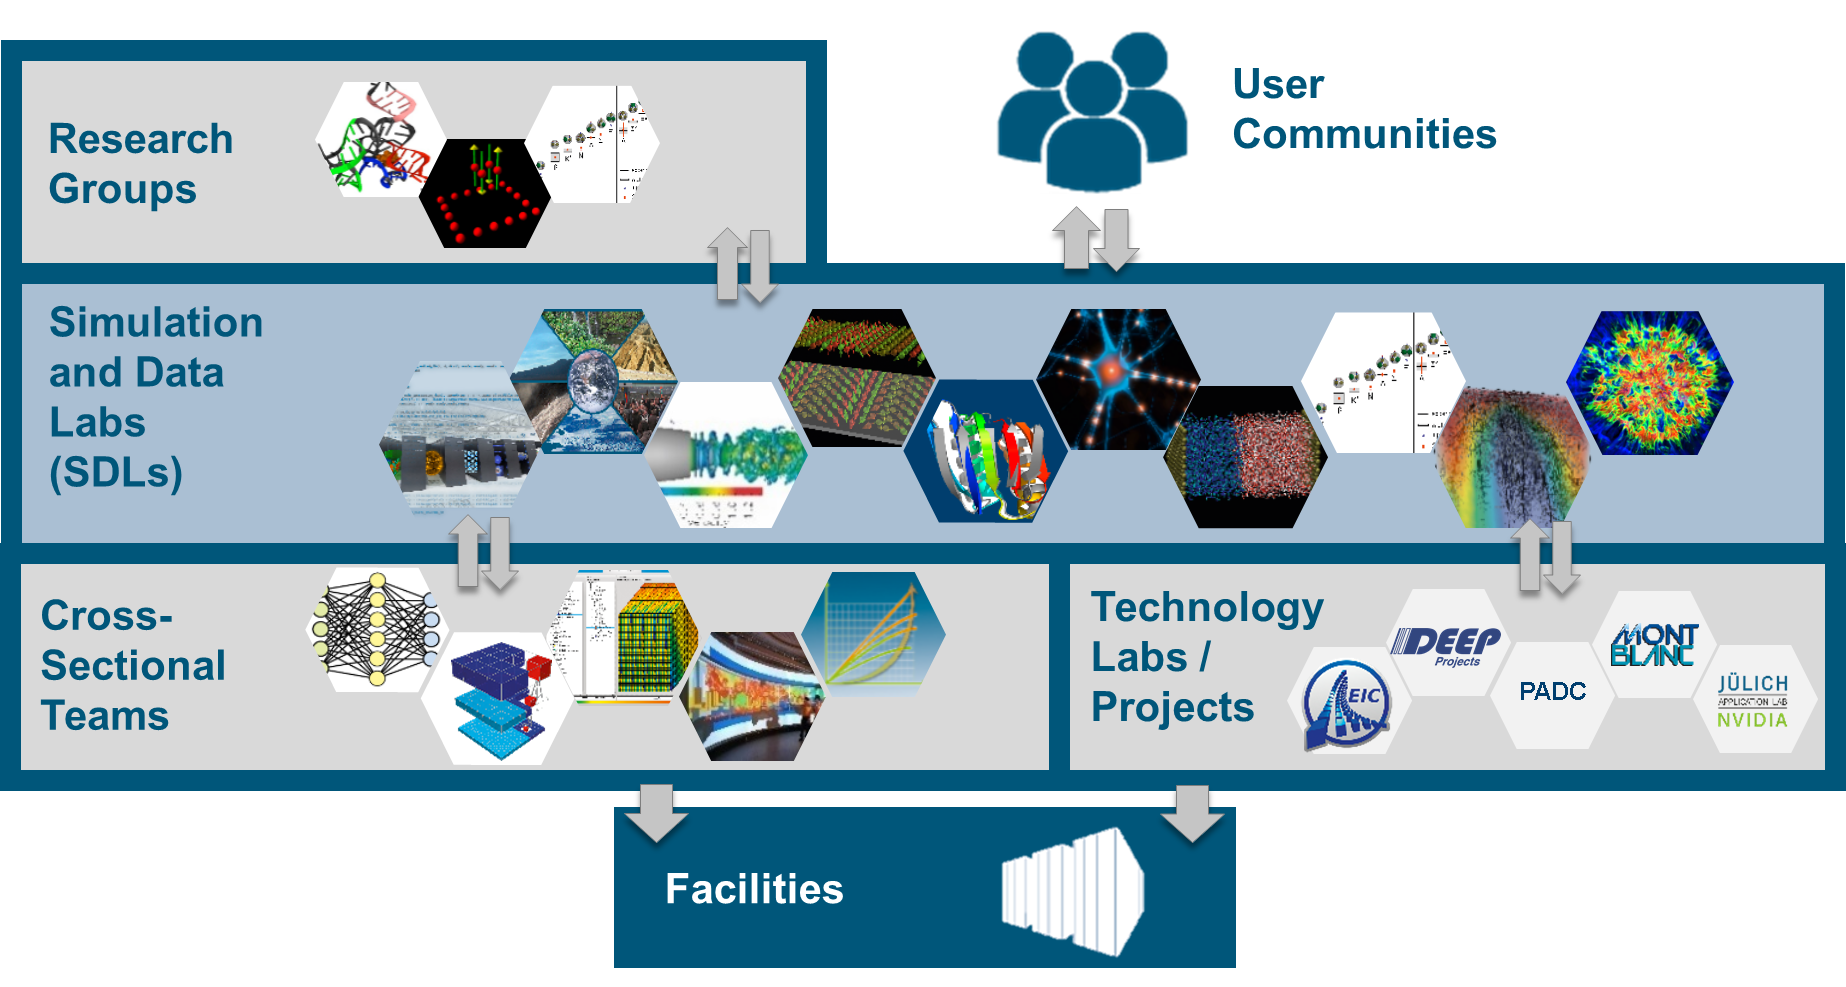 Research
Groups
User
Communities
Simulation
and Data
Labs
(SDLs)
Cross-
Sectional
Teams
Technology
Labs /
Projects
DEEP
Projects
MONT
BLANC
EIC
PADC
JÜLICH
APPLICATION LAB
NVIDIA
Facilities